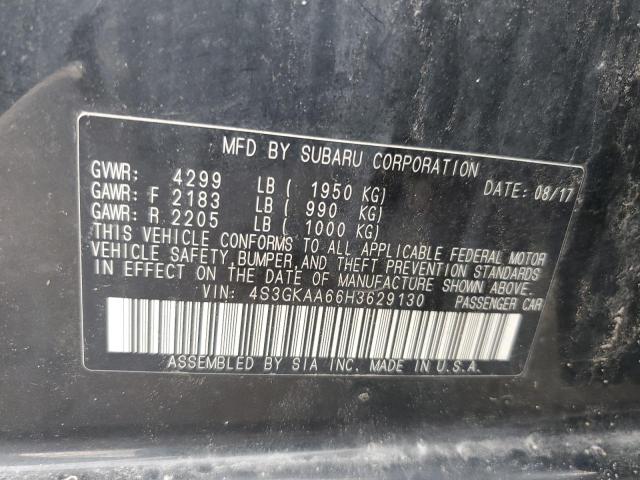 MFD BY SUBARU CORPORATION
GVWR: 4299 LB ( 1950 KG) DATE: 08/17
GAWR: F 2183 LB ( 990 KG)
GAWR: R 2205 LB ( 1000 KG)
THIS VEHICLE CONFORMS TO ALL APPLICABLE FEDERAL MOTOR
VEHICLE SAFETY, BUMPER, AND THEFT PREVENTION STANDARDS
IN EFFECT ON THE DATE OF MANUFACTURE SHOWN ABOVE.
VIN: 4S3GKAA66H3629130 PASSENGER CAR
ASSEMBLED BY SIA INC. MADE IN U.S.A.